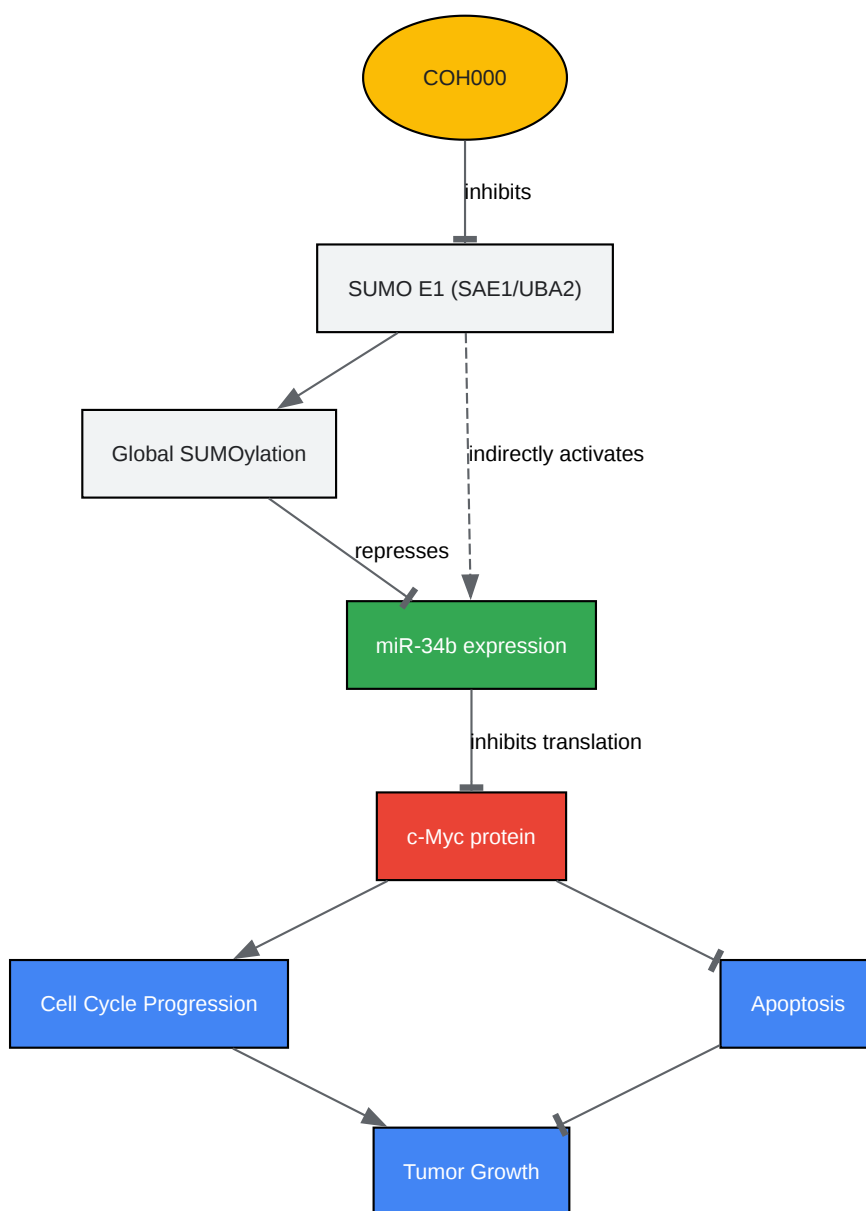 COH000
inhibits
SUMO E1 (SAE1/UBA2)
Global SUMOylation
indirectly activates
represses
miR-34b expression
inhibits translation
c-Myc protein
Cell Cycle Progression
Apoptosis
Tumor Growth